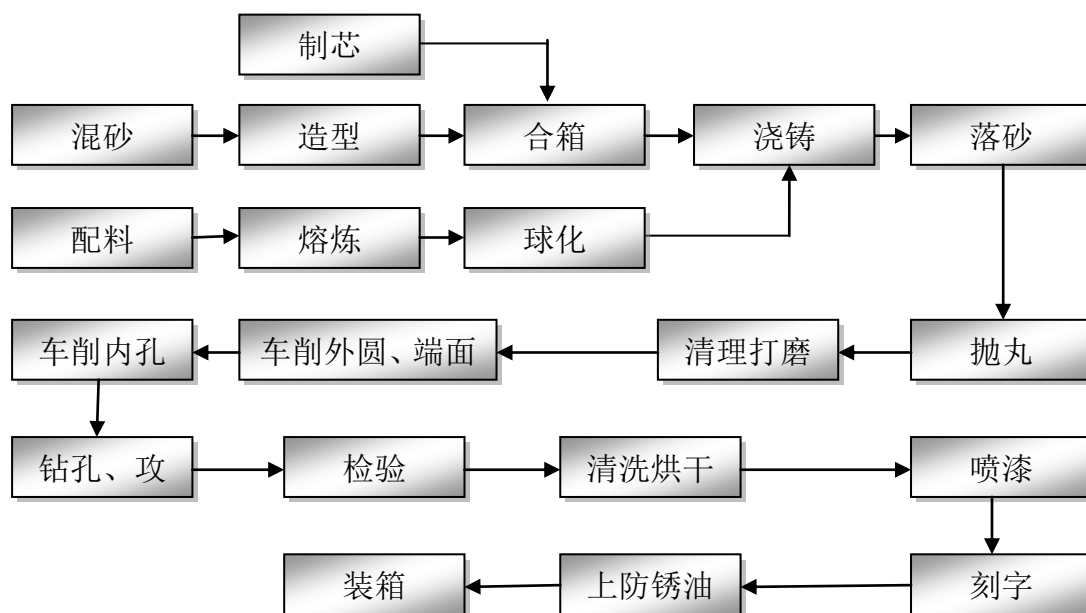 制芯
混砂
造型
合箱
浇铸
落砂
配料
熔炼
球化
车削内孔
车削外圆、端面
清理打磨
抛丸
钻孔、攻
检验
清洗烘干
喷漆
装箱
上防锈油
刻字